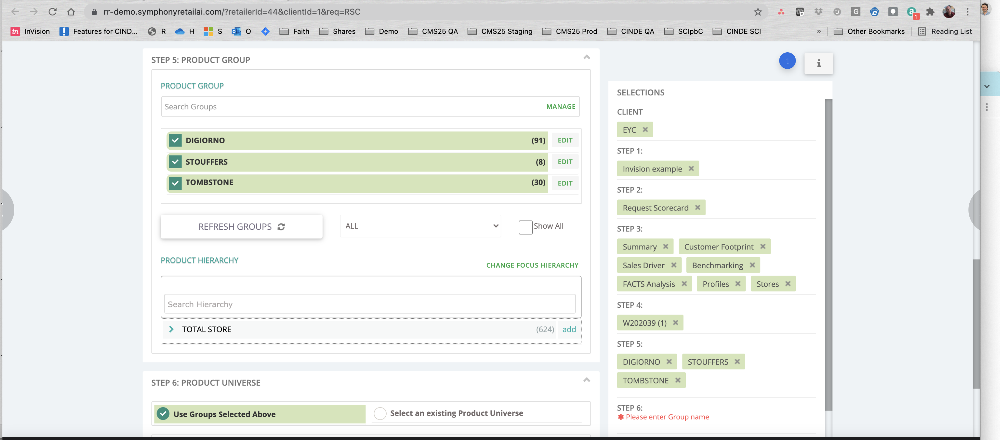 rr-demo.symphonyretailai.com/?retailerId=44&clientId=1&req=RSC
1
InVision
Features for CIND...
R
H
S
O
Faith
Shares
Demo
CMS25 QA
CMS25 Staging
CMS25 Prod
CINDE QA
SCIpbC
CINDE SCI
»
Other Bookmarks
Reading List
STEP 5: PRODUCT GROUP
PRODUCT GROUP
Search Groups
MANAGE
DIGIORNO (91) EDIT
STOUFFERS (8) EDIT
TOMBSTONE (30) EDIT
REFRESH GROUPS
ALL
Show All
PRODUCT HIERARCHY
CHANGE FOCUS HIERARCHY
Search Hierarchy
TOTAL STORE (624) add
STEP 6: PRODUCT UNIVERSE
Use Groups Selected Above
Select an existing Product Universe
1
i
SELECTIONS
CLIENT
EYC
STEP 1:
Invision example
STEP 2:
Request Scorecard
STEP 3:
Summary Customer Footprint
Sales Driver Benchmarking
FACTS Analysis Profiles Stores
STEP 4:
W202039 (1)
STEP 5:
DIGIORNO STOUFFERS
TOMBSTONE
STEP 6:
✱ Please enter Group name